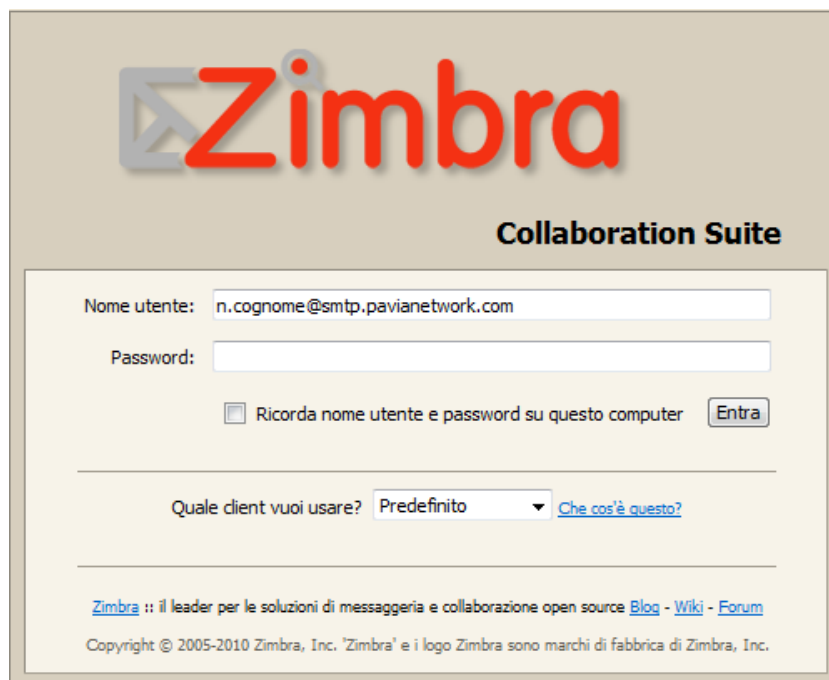 Zimbra
Collaboration Suite
Nome utente: n.cognome@smtp.pavianetwork.com
Password:
Ricorda nome utente e password su questo computer Entra
Quale client vuoi usare? Predefinito Che cos'è questo?
Zimbra :: il leader per le soluzioni di messaggeria e collaborazione open source Blog - Wiki - Forum
Copyright © 2005-2010 Zimbra, Inc. 'Zimbra' e i logo Zimbra sono marchi di fabbrica di Zimbra, Inc.